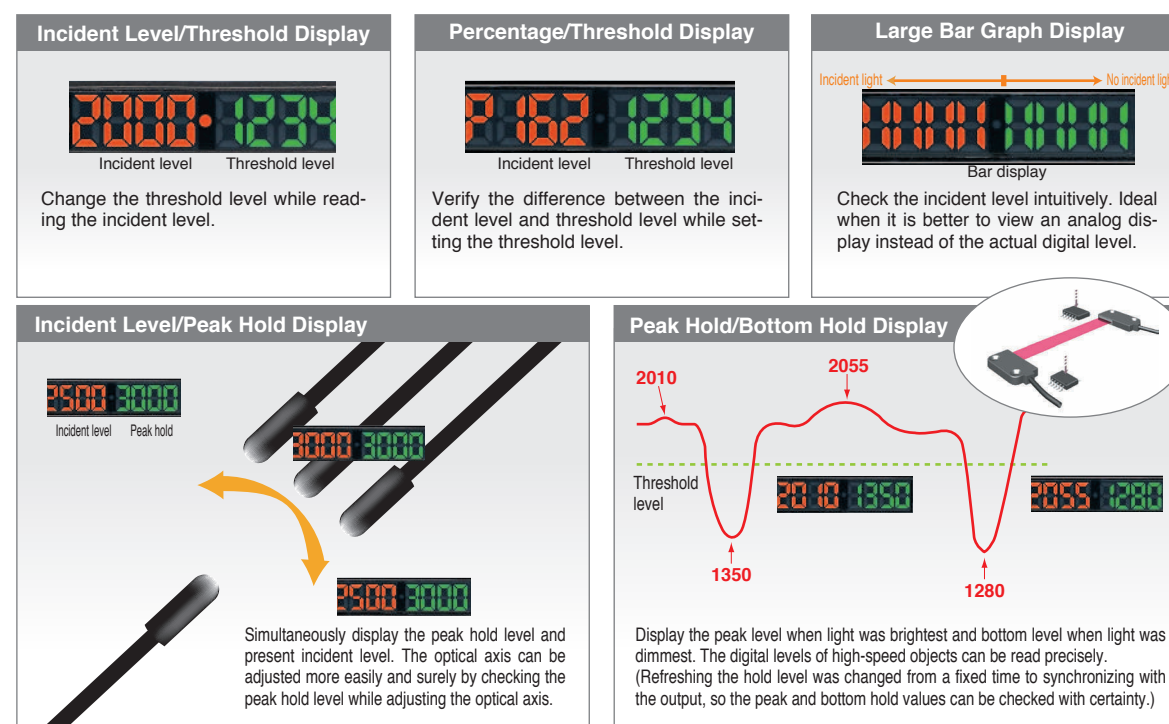 Incident Level/Threshold Display
2000 1234
Incident level Threshold level
Change the threshold level while read-
ing the incident level.
Percentage/Threshold Display
P 162 1234
Incident level Threshold level
Verify the difference between the inci-
dent level and threshold level while set-
ting the threshold level.
Large Bar Graph Display
Incident light No incident
Bar display
Check the incident level intuitively. Ideal
when it is better to view an analog dis-
play instead of the actual digital level.
Incident Level/Peak Hold Display
2500 3000
Incident level Peak hold
3000 3000
2500 3000
Simultaneously display the peak hold level and
present incident level. The optical axis can be
adjusted more easily and surely by checking the
peak hold level while adjusting the optical axis.
Peak Hold/Bottom Hold Display
2010
2055
Threshold
level
2010 1350
2055 1280
1350
1280
Display the peak level when light was brightest and bottom level when light was
dimmest. The digital levels of high-speed objects can be read precisely.
(Refreshing the hold level was changed from a fixed time to synchronizing with
the output, so the peak and bottom hold values can be checked with certainty.)